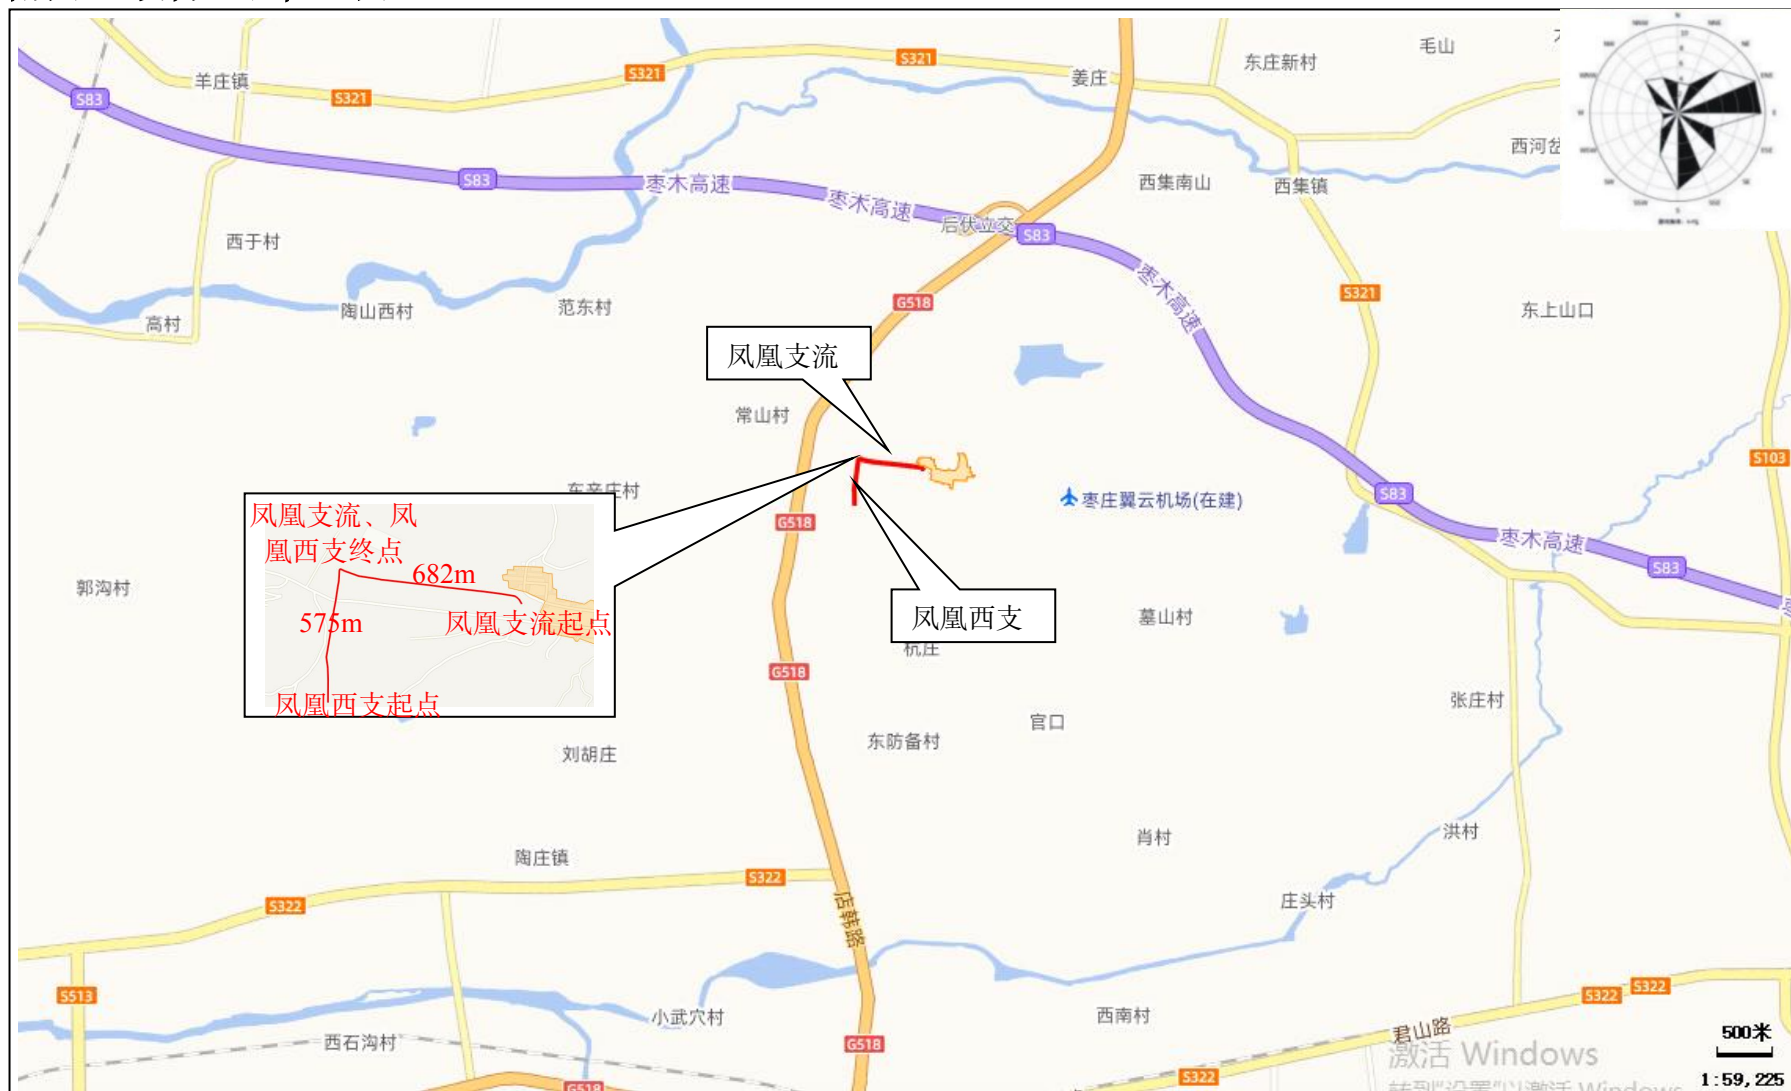 毛山
东庄新村
S321
姜庄
S321
羊庄镇
S83
S321
西河岔
S83
枣木高速
枣木高速
西集南山
西集镇
后伏立交
S83
西于村
枣木高速
S321
陶山西村
范东村
G518
东上山口
高村
凤凰支流
常山村
S103
东辛庄村
S83
枣庄翼云机场(在建)
凤凰支流、凤
凰西支终点
G518
枣木高速
682m
S83
郭沟村
575m
凤凰支流起点
凤凰西支
墓山村
杭庄
G518
凤凰西支起点
张庄村
官口
东防备村
刘胡庄
肖村
洪村
陶庄镇
S322
S322
庄头村
店韩路
S513
S322
S322
小武穴村
西南村
君山路
500米
西石沟村
G518
激活 Windows
S322
1:59,225
G518